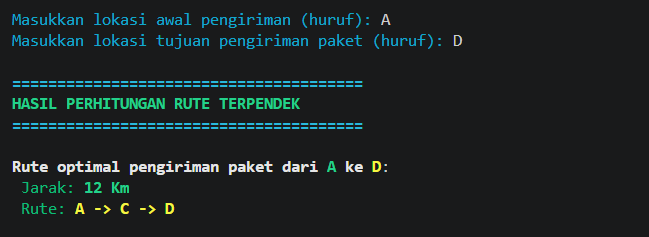 Masukkan lokasi awal pengiriman (huruf): A
Masukkan lokasi tujuan pengiriman paket (huruf): D
=======================================
HASIL PERHITUNGAN RUTE TERPENDEK
=======================================
Rute optimal pengiriman paket dari A ke D:
Jarak: 12 Km
Rute: A -> C -> D